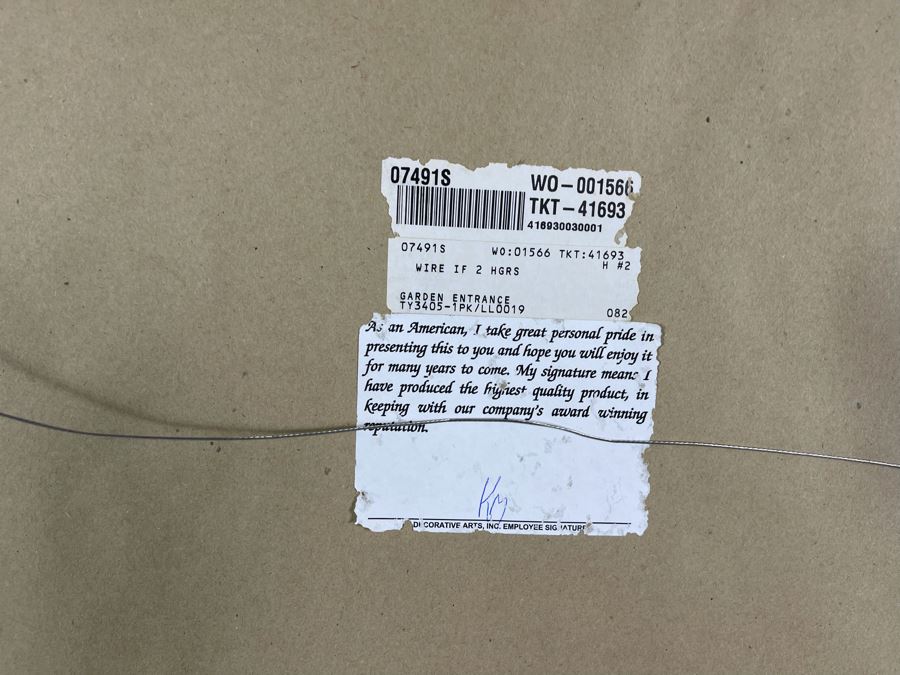 07491S
WO-001566
TKT-41693
416930030001
07491S WO:01566 TKT:41693
WIRE IF 2 HGRS H #2
GARDEN ENTRANCE
TY3405-1PK/LL0019 082
As an American, I take great personal pride in
presenting this to you and hope you will enjoy it
for many years to come. My signature means I
have produced the highest quality product, in
keeping with our company's award winning
reputation.
KM
DECORATIVE ARTS, INC. EMPLOYEE SIGNATURE